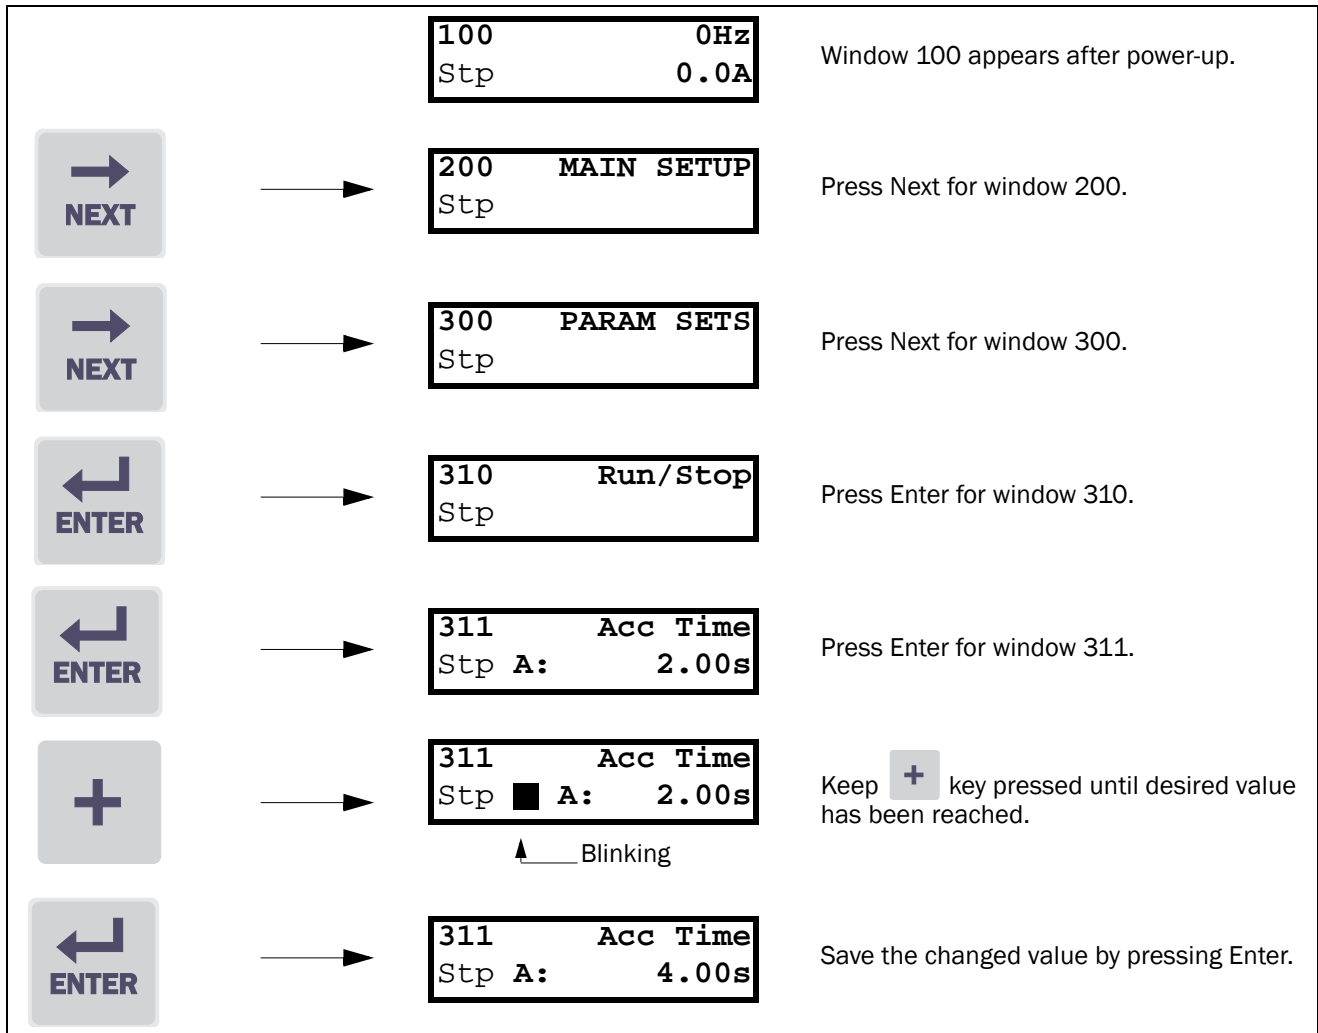 100 0Hz
Stp 0.0A
Window 100 appears after power-up.
NEXT
200 MAIN SETUP
Stp
Press Next for window 200.
NEXT
300 PARAM SETS
Stp
Press Next for window 300.
ENTER
310 Run/Stop
Stp
Press Enter for window 310.
ENTER
311 Acc Time
Stp A: 2.00s
Press Enter for window 311.
+
311 Acc Time
Stp A: 2.00s
Blinking
Keep + key pressed until desired value
has been reached.
ENTER
311 Acc Time
Stp A: 4.00s
Save the changed value by pressing Enter.